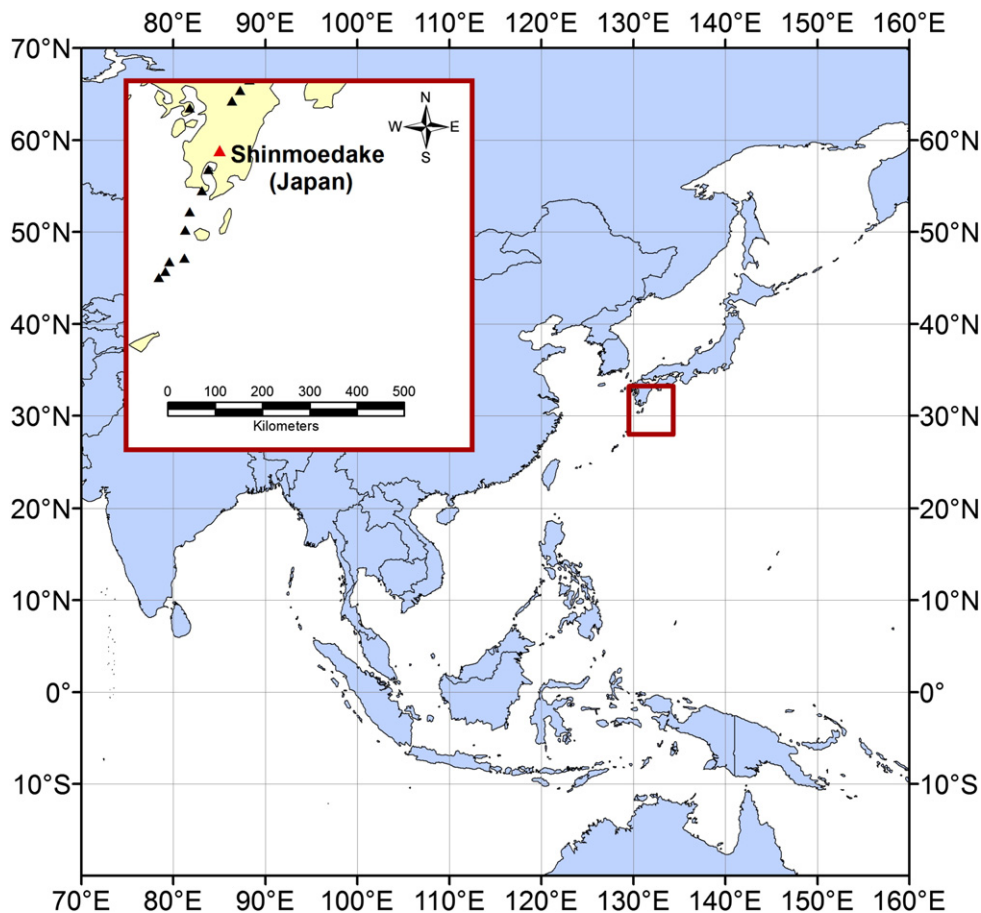 80°E 90°E 100°E 110°E 120°E 130°E 140°E 150°E 160°E
70°N
60°N 60°N
50°N 50°N
40°N 40°N
30°N 30°N
20°N 20°N
10°N 10°N
0° 0°
10°S 10°S
70°E 80°E 90°E 100°E 110°E 120°E 130°E 140°E 150°E 160°E
N
W E
S
Shinmoedake
(Japan)
0 100 200 300 400 500
Kilometers